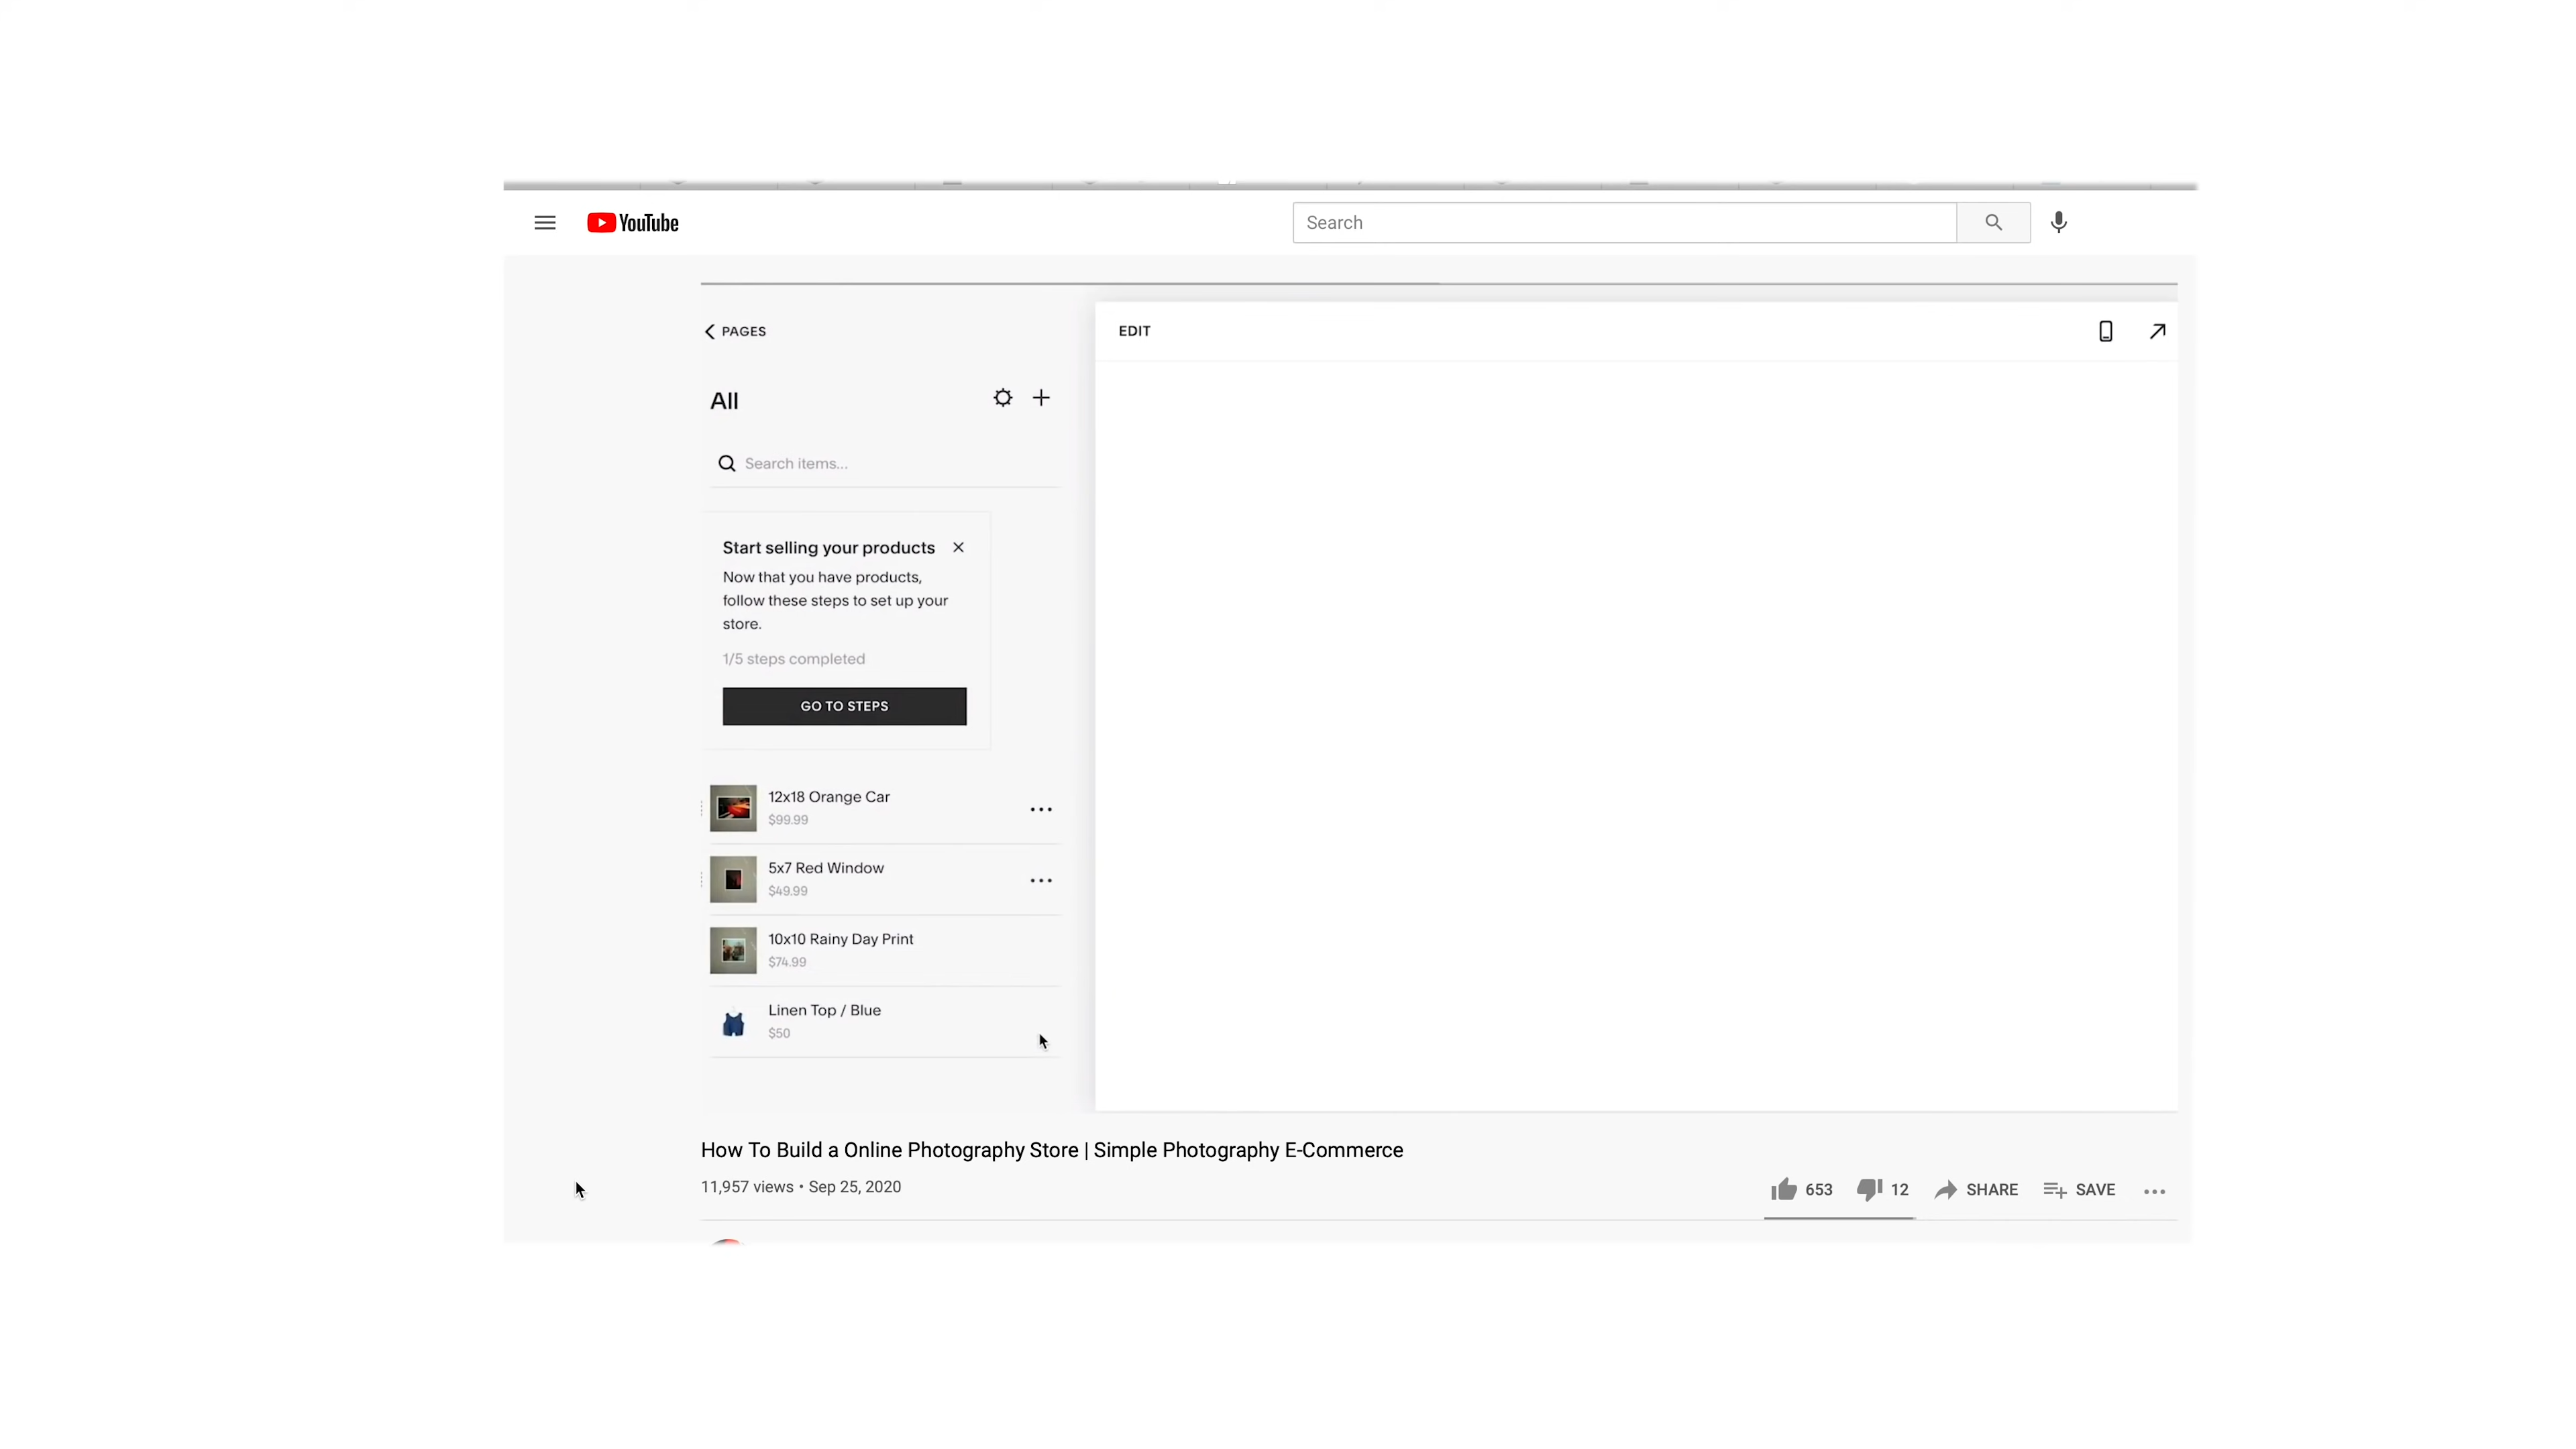 YouTube
Search
PAGES
EDIT
All
Search items...
Start selling your products
Now that you have products,
follow these steps to set up your
store.
1/5 steps completed
GO TO STEPS
12x18 Orange Car
$99.99
5x7 Red Window
$49.99
10x10 Rainy Day Print
$74.99
Linen Top / Blue
$50
How To Build a Online Photography Store | Simple Photography E-Commerce
11,957 views • Sep 25, 2020
653
12
SHARE
SAVE